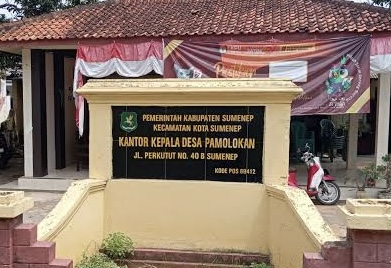 PEMERINTAH KABUPATEN SUMENEP
KECAMATAN KOTA SUMENEP
KANTOR KEPALA DESA PAMOLOKAN
JL. PERKUTUT NO. 40 B SUMENEP
KODE POS 69412